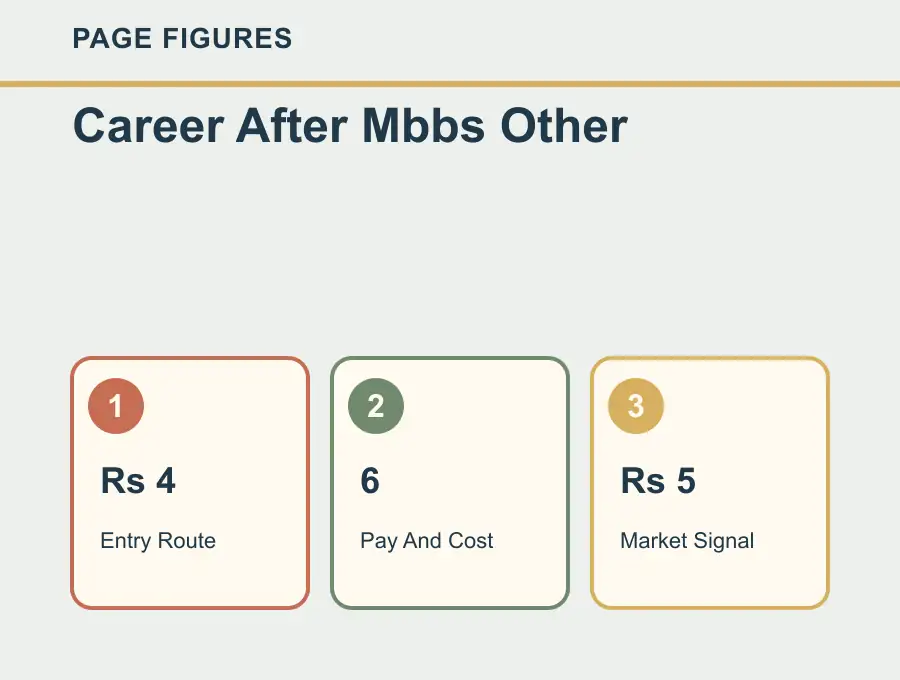 PAGE FIGURES
Career After Mbbs Other
1
Rs 4
Entry Route
2
6
Pay And Cost
3
Rs 5
Market Signal